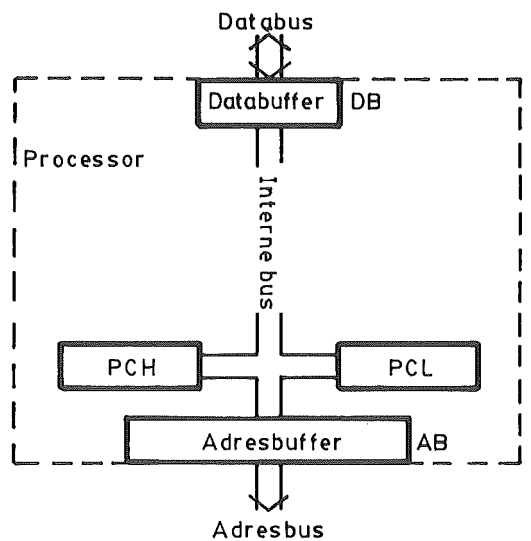 Databus
Databuffer DB
Processor
Interne bus
PCH PCL
Adresbuffer AB
Adresbus